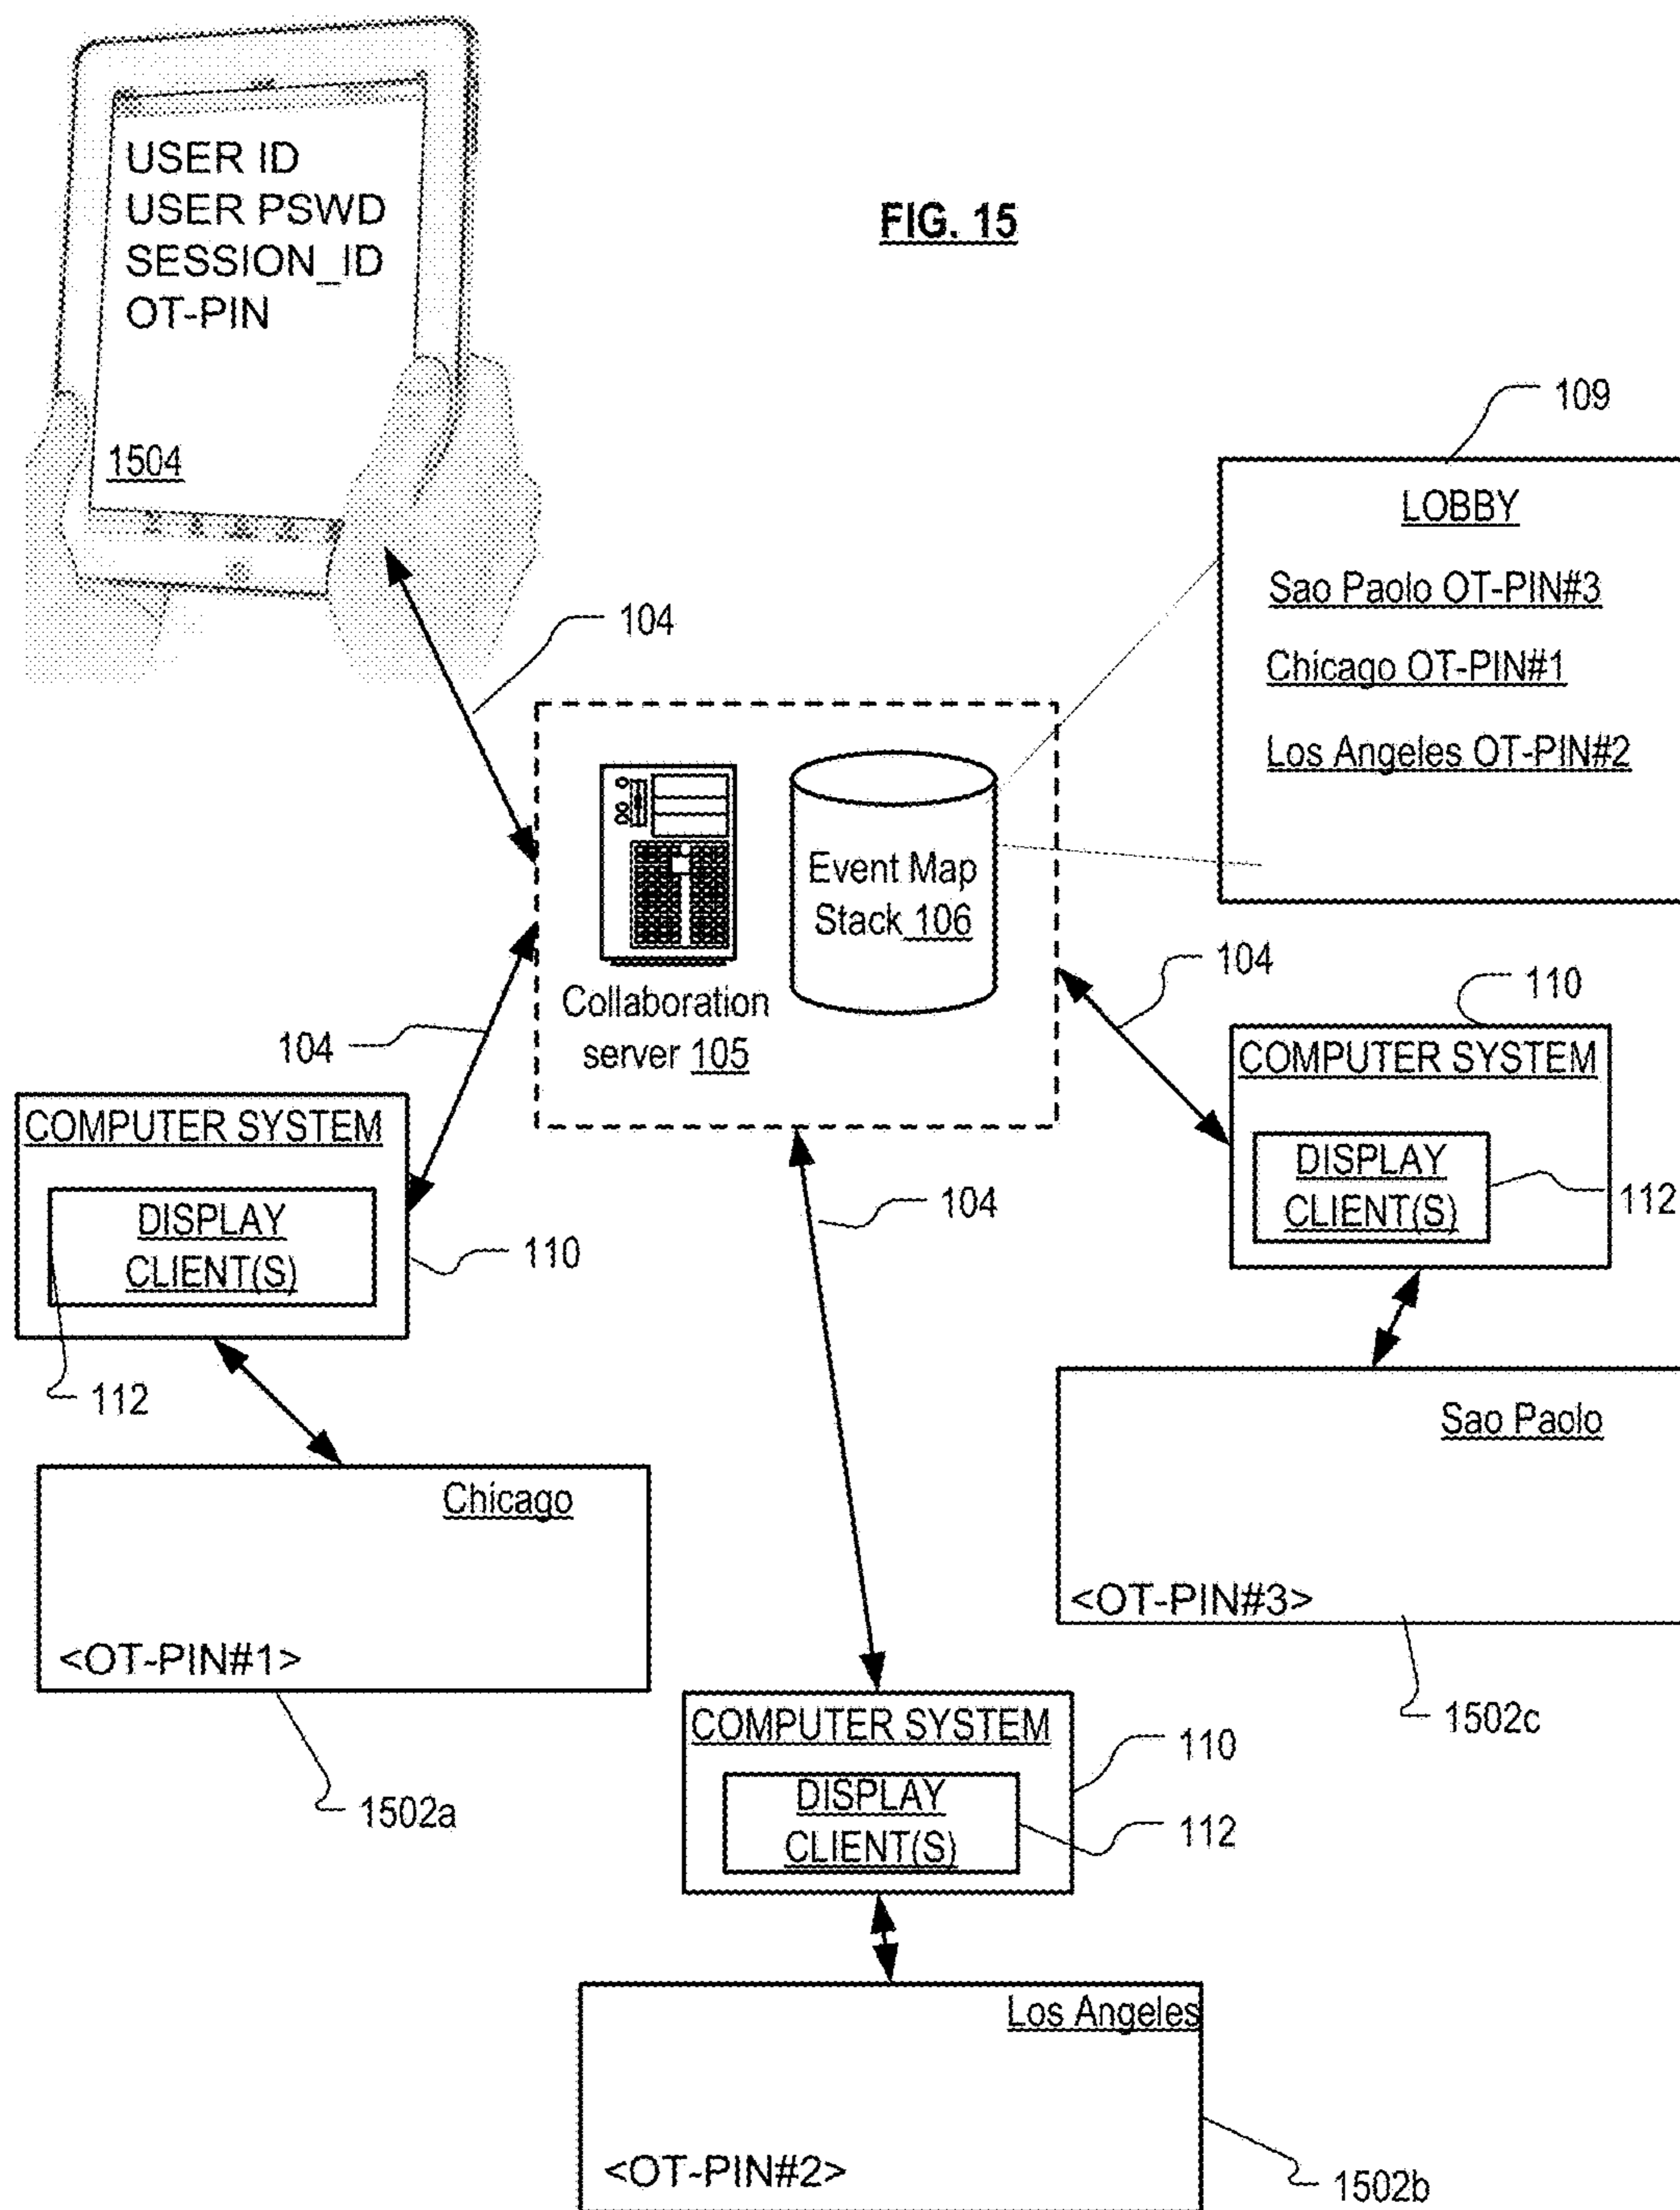 USER ID
USER PSWD
SESSION_ID
OT-PIN
1504
FIG. 15
109
LOBBY
Sao Paolo OT-PIN#3
Chicago OT-PIN#1
Los Angeles OT-PIN#2
104
Event Map
Stack 106
Collaboration
server 105
104
104
110
COMPUTER SYSTEM
DISPLAY
CLIENT(S)
112
COMPUTER SYSTEM
DISPLAY
CLIENT(S)
110
112
104
Sao Paolo
<OT-PIN#3>
1502c
Chicago
<OT-PIN#1>
1502a
COMPUTER SYSTEM
110
DISPLAY
CLIENT(S)
112
Los Angeles
<OT-PIN#2>
1502b